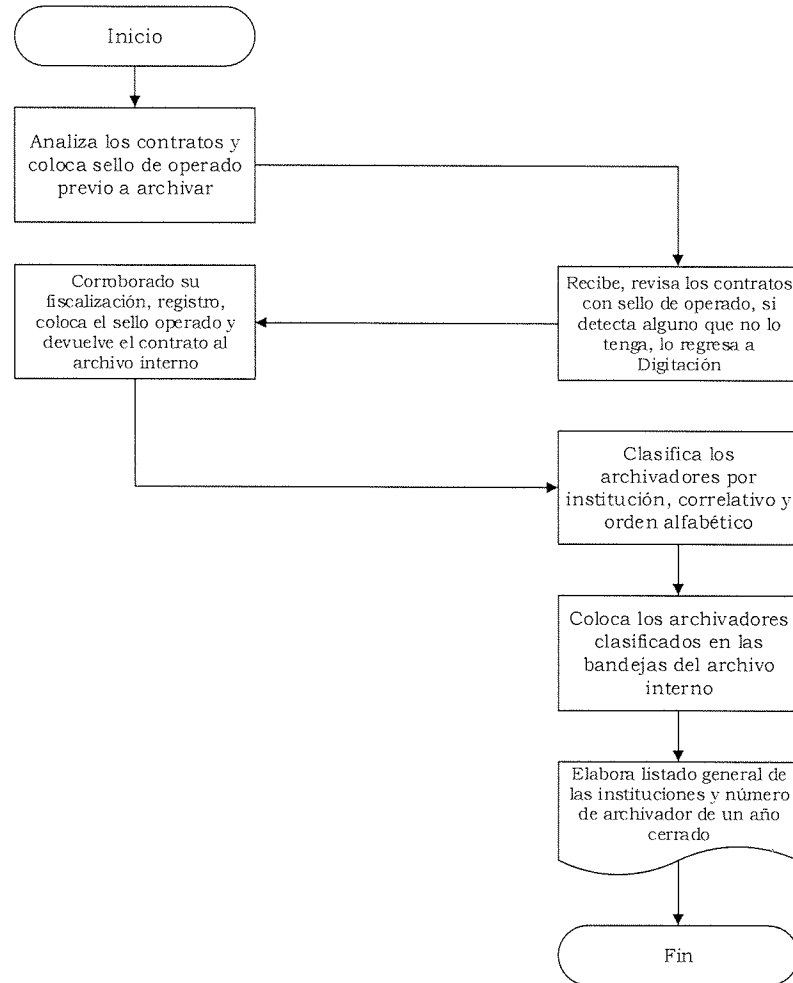 Inicio
Analiza los contratos y
coloca sello de operado
previo a archivar
Recibe, revisa los contratos
con sello de operado, si
detecta alguno que no lo
tenga, lo regresa a
Digitación
Corroborado su
fiscalización, registro,
coloca el sello operado y
devuelve el contrato al
archivo interno
Clasifica los
archivadores por
institución, correlativo y
orden alfabético
Coloca los archivadores
clasificados en las
bandejas del archivo
interno
Elabora listado general de
las instituciones y número
de archivador de un año
cerrado
Fin